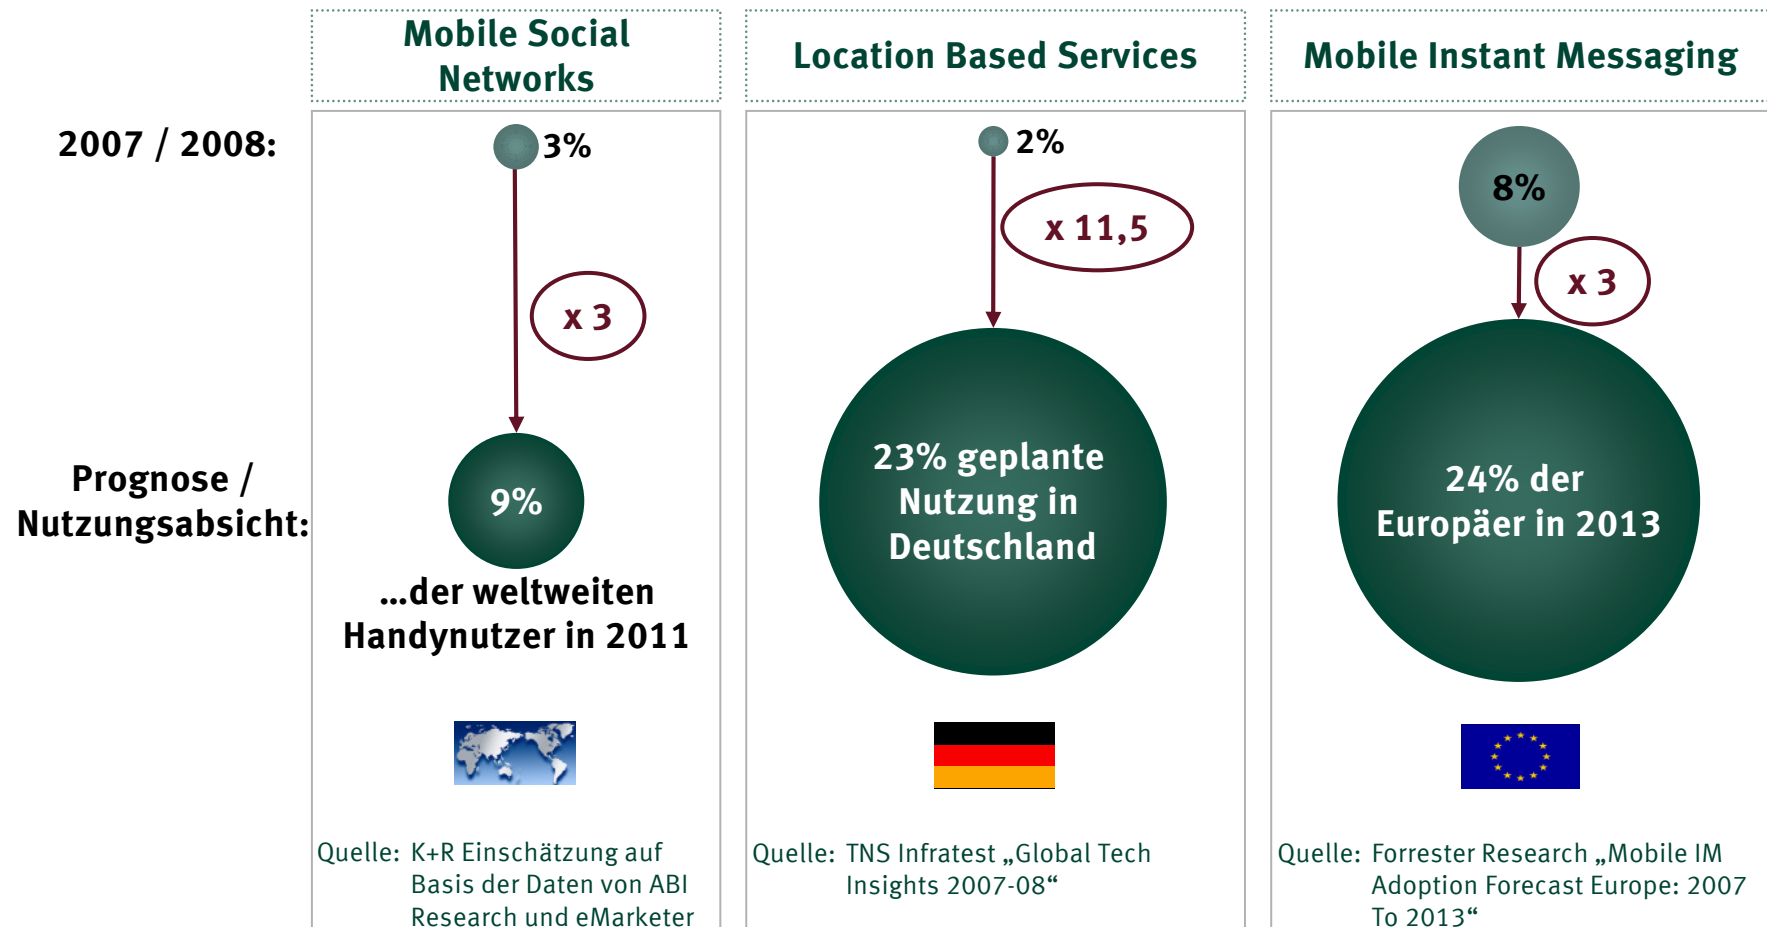 Mobile Social
Networks
Location Based Services
Mobile Instant Messaging
2007 / 2008:
3%
2%
8%
x 3
x 11,5
x 3
Prognose /
Nutzungsabsicht:
9%
…der weltweiten
Handynutzer in 2011
23% geplante
Nutzung in
Deutschland
24% der
Europäer in 2013
Quelle: K+R Einschätzung auf
Basis der Daten von ABI
Research und eMarketer
Quelle: TNS Infratest „Global Tech
Insights 2007-08“
Quelle: Forrester Research „Mobile IM
Adoption Forecast Europe: 2007
To 2013“